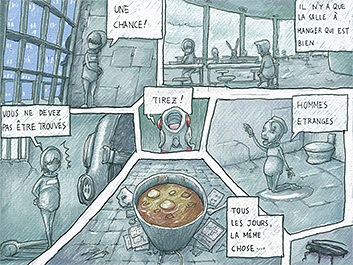 UNE
CHANCE!
IL N'Y A QUE
LA SALLE À
MANGER QUI EST
BIEN
VOUS NE DEVEZ
PAS ÊTRE TROUVÉS
TIREZ!
HOMMES
ETRANGES
TOUS
LES JOURS,
LA MÊME
CHOSE....